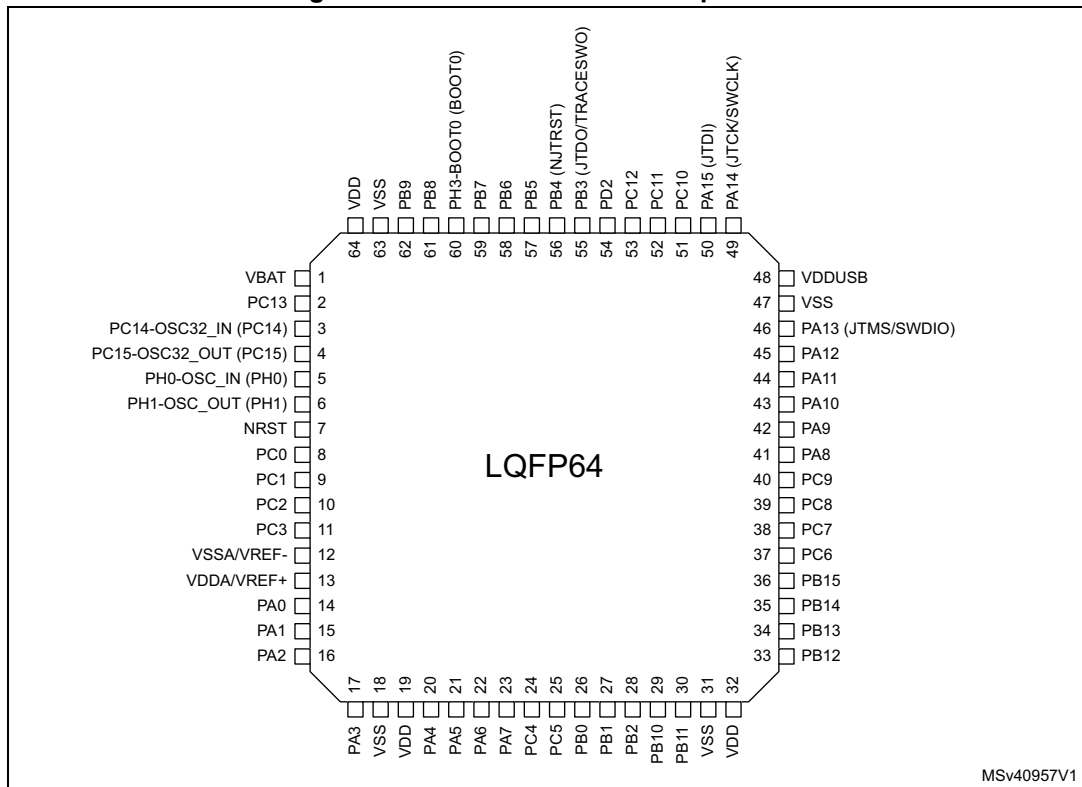 VDD
VSS
PB9
PB8
PH3-BOOT0 (BOOT0)
PB7
PB6
PB5
PB4 (NJTRST)
PB3 (JTDO/TRACESWO)
PD2
PC12
PC11
PC10
PA15 (JTDI)
PA14 (JTCK/SWCLK)
64
63
62
61
60
59
58
57
56
55
54
53
52
51
50
49
VBAT 1
PC13 2
PC14-OSC32_IN (PC14) 3
PC15-OSC32_OUT (PC15) 4
PH0-OSC_IN (PH0) 5
PH1-OSC_OUT (PH1) 6
NRST 7
PC0 8
PC1 9
PC2 10
PC3 11
VSSA/VREF- 12
VDDA/VREF+ 13
PA0 14
PA1 15
PA2 16
LQFP64
48 VDDUSB
47 VSS
46 PA13 (JTMS/SWDIO)
45 PA12
44 PA11
43 PA10
42 PA9
41 PA8
40 PC9
39 PC8
38 PC7
37 PC6
36 PB15
35 PB14
34 PB13
33 PB12
17
18
19
20
21
22
23
24
25
26
27
28
29
30
31
32
PA3
VSS
VDD
PA4
PA5
PA6
PA7
PC4
PC5
PB0
PB1
PB2
PB10
PB11
VSS
VDD
MSv40957V1